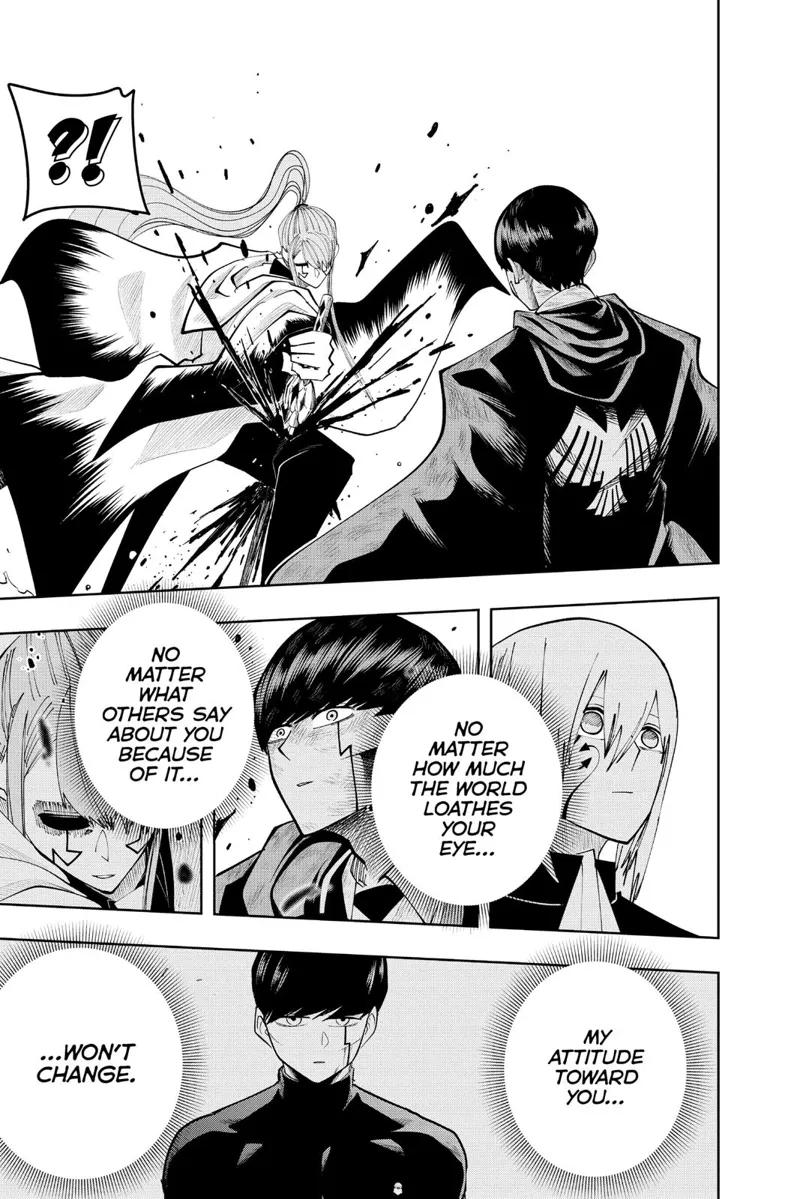 ?!
NO
MATTER
HOW MUCH
THE WORLD
LOATHES
YOUR
EYE...
NO
MATTER
WHAT
OTHERS SAY
ABOUT YOU
BECAUSE
OF IT...
MY
ATTITUDE
TOWARD
YOU...
...WON'T
CHANGE.